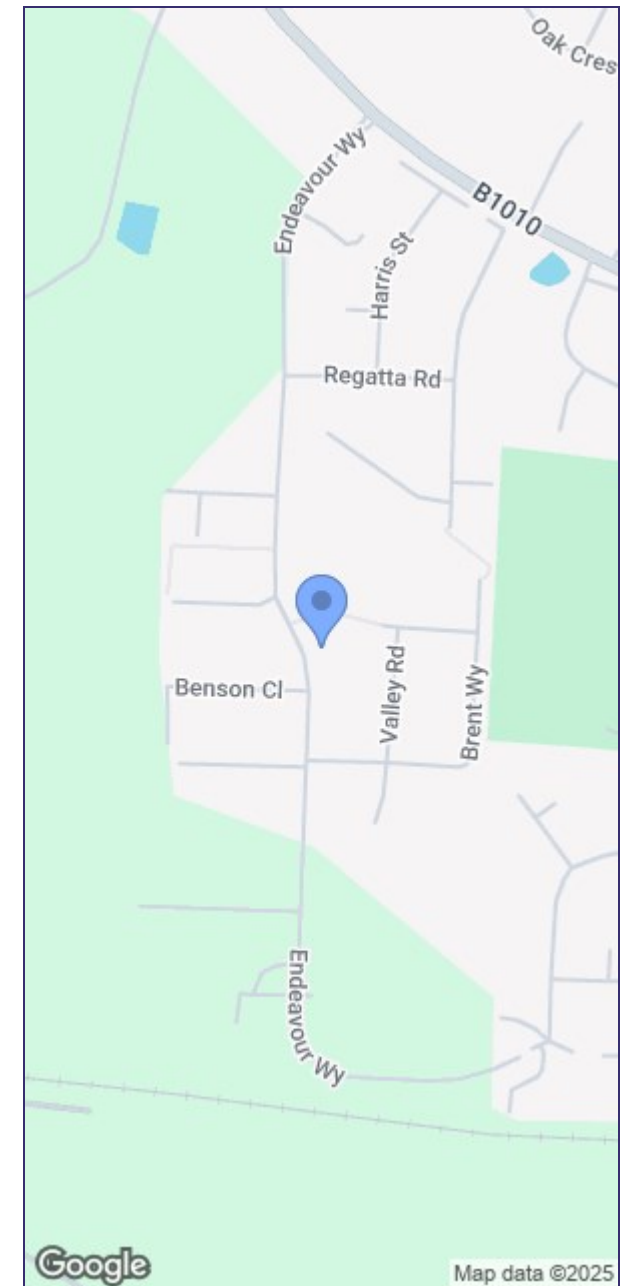 Oak Cres
Endeavour Wy
B1010
Harris St
Regatta Rd
Benson Cl
Valley Rd
Brent Wy
Endeavour Wy
Google
Map data ©2025